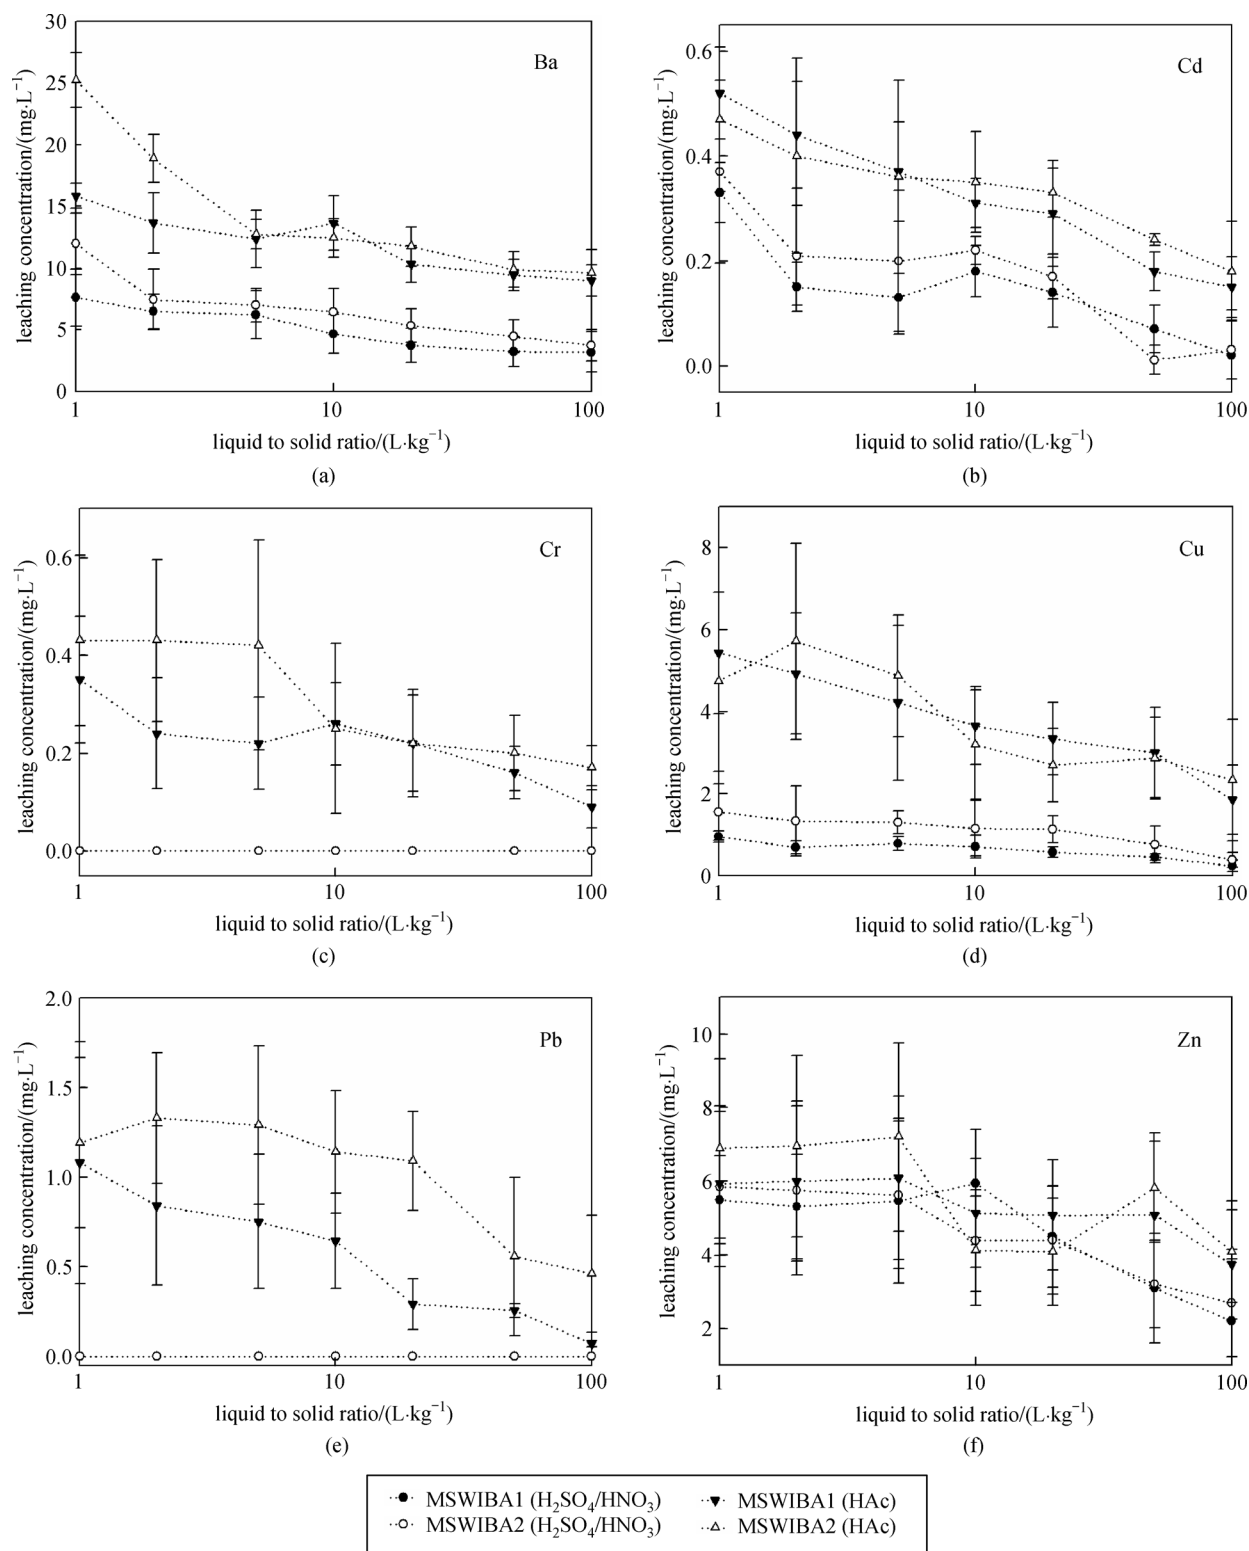 Ba
leaching concentration/(mg·L⁻¹)
30
25
20
15
10
5
0
1
10
100
liquid to solid ratio/(L·kg⁻¹)
(a)
Cd
leaching concentration/(mg·L⁻¹)
0.6
0.4
0.2
0.0
1
10
100
liquid to solid ratio/(L·kg⁻¹)
(b)
Cr
leaching concentration/(mg·L⁻¹)
0.6
0.4
0.2
0.0
1
10
100
liquid to solid ratio/(L·kg⁻¹)
(c)
Cu
leaching concentration/(mg·L⁻¹)
8
6
4
2
0
1
10
100
liquid to solid ratio/(L·kg⁻¹)
(d)
Pb
leaching concentration/(mg·L⁻¹)
2.0
1.5
1.0
0.5
0.0
1
10
100
liquid to solid ratio/(L·kg⁻¹)
(e)
Zn
leaching concentration/(mg·L⁻¹)
10
8
6
4
2
1
10
100
liquid to solid ratio/(L·kg⁻¹)
(f)
MSWIBA1 (H₂SO₄/HNO₃)
MSWIBA2 (H₂SO₄/HNO₃)
MSWIBA1 (HAc)
MSWIBA2 (HAc)